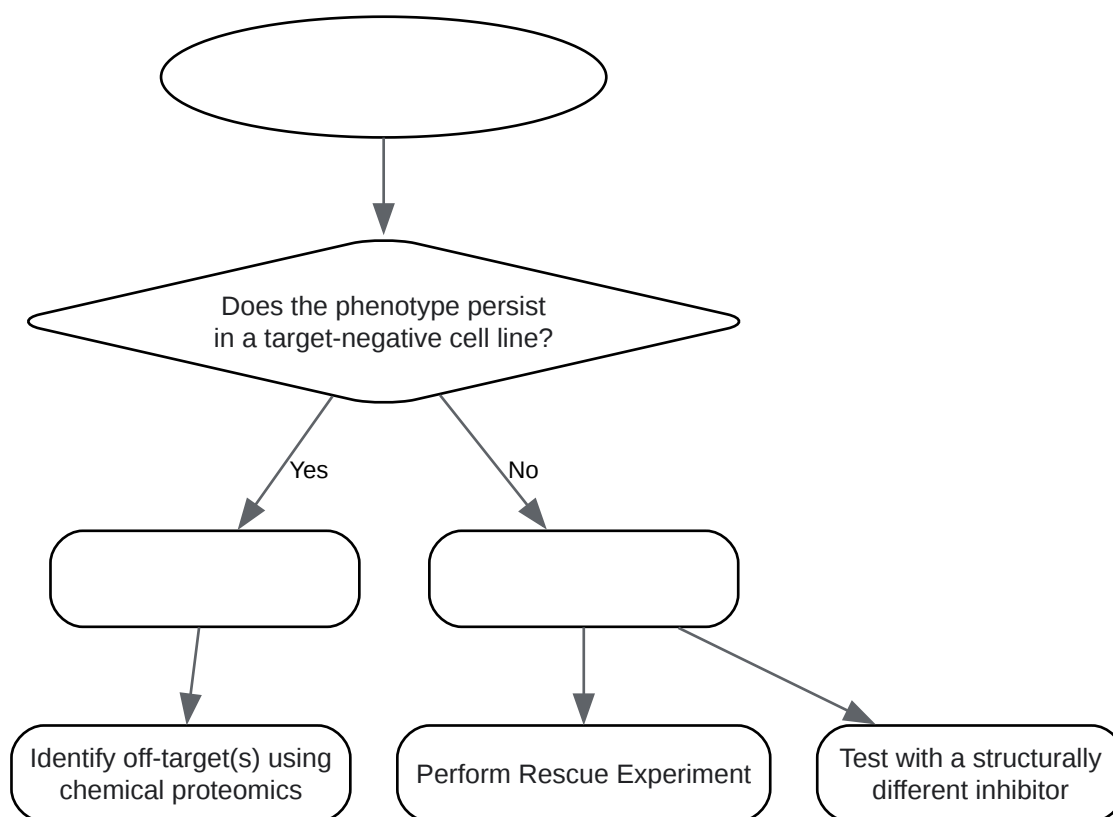 Does the phenotype persist
in a target-negative cell line?
Yes
No
Identify off-target(s) using
chemical proteomics
Perform Rescue Experiment
Test with a structurally
different inhibitor